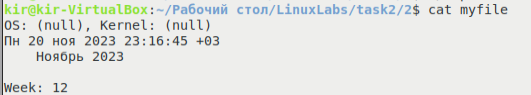 kir@kir-VirtualBox:~/Рабочий стол/LinuxLabs/task2/2$ cat myfile
OS: (null), Kernel: (null)
Пн 20 ноя 2023 23:16:45 +03
    Ноябрь 2023

Week: 12